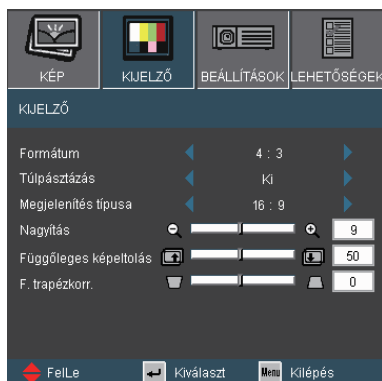 KÉP KIJELZŐ BEÁLLÍTÁSOK LEHETŐSÉGEK
KIJELZŐ
Formátum 4 : 3
Túlpásztázás Ki
Megjelenítés típusa 16 : 9
Nagyítás 9
Függőleges képeltolás 50
F. trapézkorr. 0
FelLe Kiválaszt Menu Kilépés